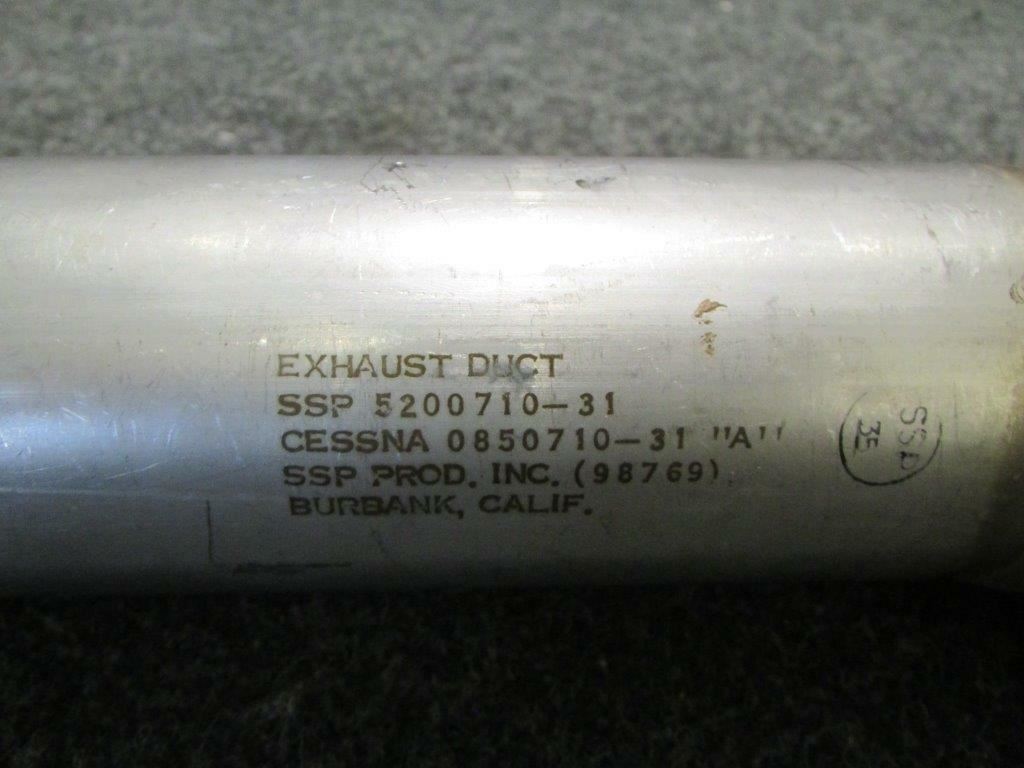 EXHAUST DUCT
SSP 5200710-31
CESSNA 0850710-31 "A"
SSP PROD. INC. (98769)
BURBANK, CALIF.
SSP
35